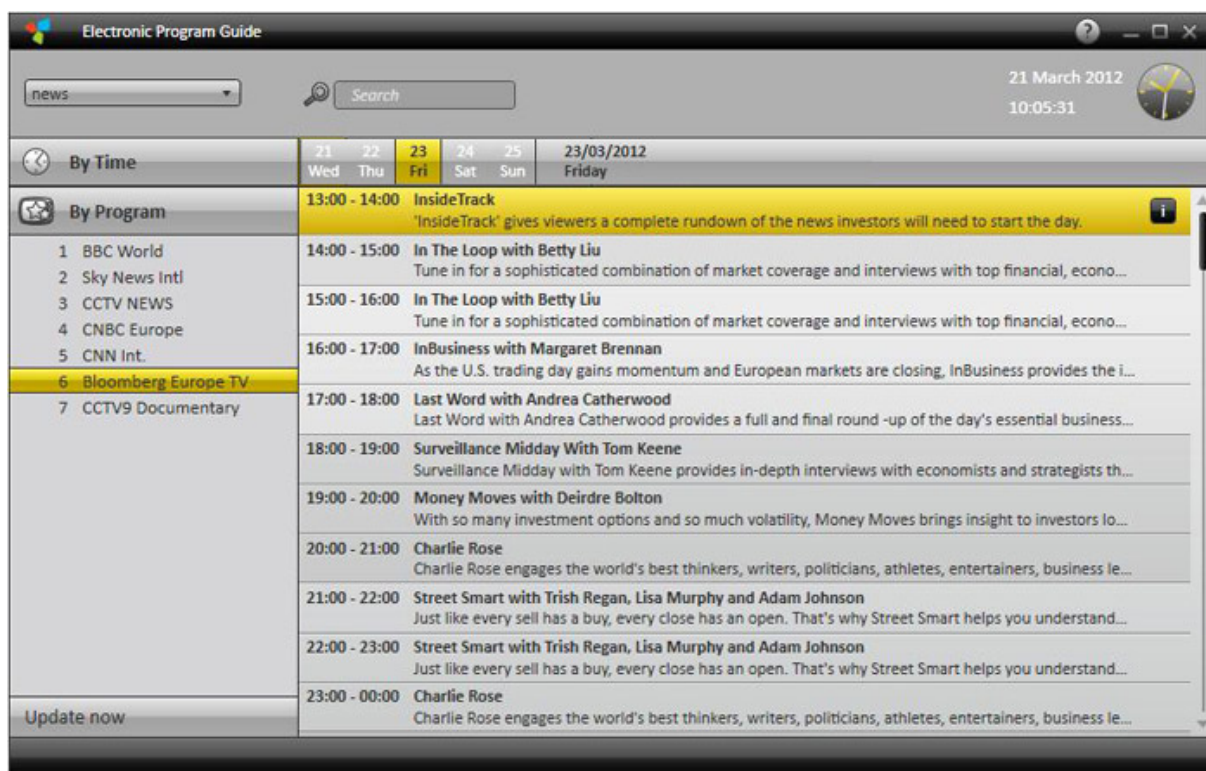 Electronic Program Guide
?
news
Search
21 March 2012
10:05:31
By Time
21 22 23 24 25
Wed Thu Fri Sat Sun
23/03/2012
Friday
By Program
1 BBC World
2 Sky News Intl
3 CCTV NEWS
4 CNBC Europe
5 CNN Int.
6 Bloomberg Europe TV
7 CCTV9 Documentary
Update now
13:00 - 14:00 InsideTrack
'InsideTrack' gives viewers a complete rundown of the news investors will need to start the day.
i
14:00 - 15:00 In The Loop with Betty Liu
Tune in for a sophisticated combination of market coverage and interviews with top financial, econo...
15:00 - 16:00 In The Loop with Betty Liu
Tune in for a sophisticated combination of market coverage and interviews with top financial, econo...
16:00 - 17:00 InBusiness with Margaret Brennan
As the U.S. trading day gains momentum and European markets are closing, InBusiness provides the i...
17:00 - 18:00 Last Word with Andrea Catherwood
Last Word with Andrea Catherwood provides a full and final round -up of the day's essential business...
18:00 - 19:00 Surveillance Midday With Tom Keene
Surveillance Midday with Tom Keene provides in-depth interviews with economists and strategists th...
19:00 - 20:00 Money Moves with Deirdre Bolton
With so many investment options and so much volatility, Money Moves brings insight to investors lo...
20:00 - 21:00 Charlie Rose
Charlie Rose engages the world's best thinkers, writers, politicians, athletes, entertainers, business le...
21:00 - 22:00 Street Smart with Trish Regan, Lisa Murphy and Adam Johnson
Just like every sell has a buy, every close has an open. That's why Street Smart helps you understand...
22:00 - 23:00 Street Smart with Trish Regan, Lisa Murphy and Adam Johnson
Just like every sell has a buy, every close has an open. That's why Street Smart helps you understand...
23:00 - 00:00 Charlie Rose
Charlie Rose engages the world's best thinkers, writers, politicians, athletes, entertainers, business le...